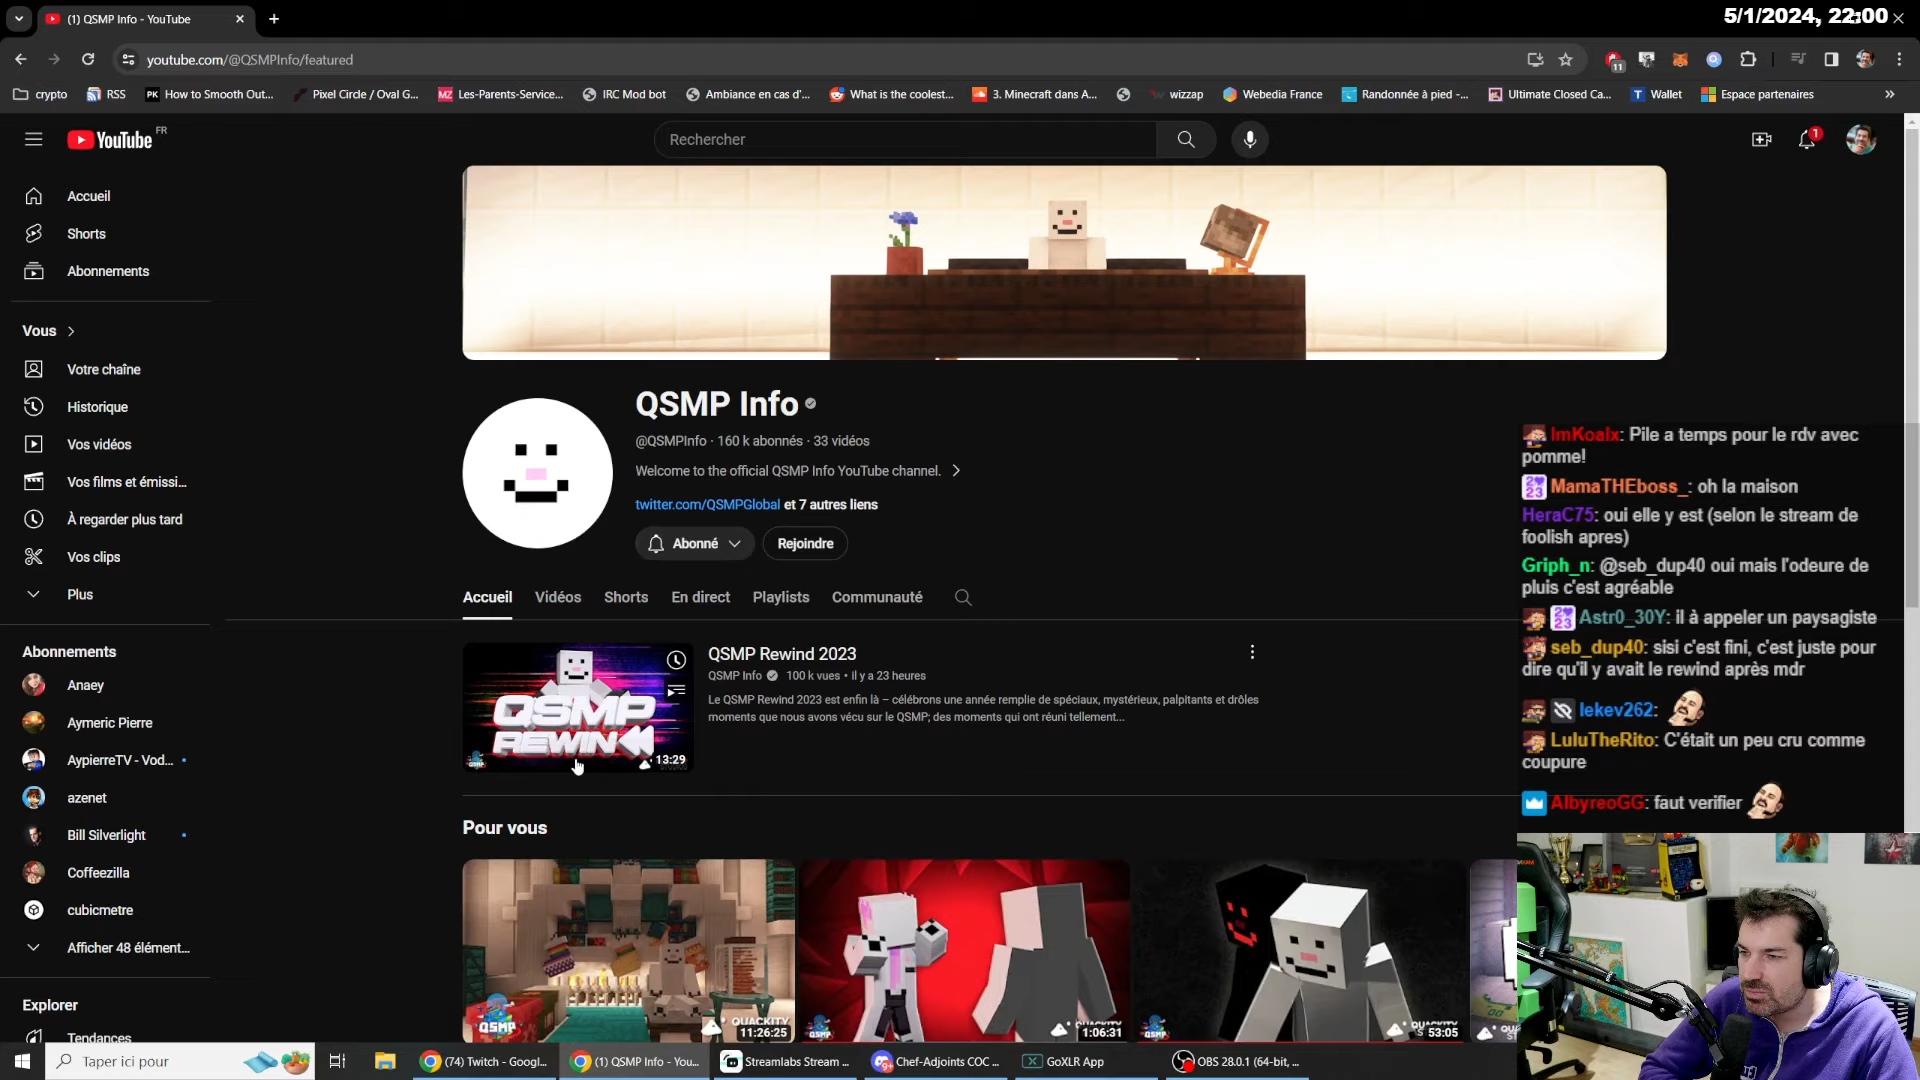 (1) QSMP Info - YouTube
5/1/2024, 22:00
youtube.com/@QSMPInfo/featured
11
crypto
RSS
How to Smooth Out...
Pixel Circle / Oval G...
Les-Parents-Service...
IRC Mod bot
Ambiance en cas d'...
What is the coolest...
3. Minecraft dans A...
wizzap
Webedia France
Randonnée à pied -...
Ultimate Closed Ca...
Wallet
Espace partenaires
YouTube FR
Rechercher
1
Accueil
Shorts
Abonnements
Vous
Votre chaîne
Historique
Vos vidéos
Vos films et émissi...
À regarder plus tard
Vos clips
Plus
Abonnements
Anaey
Aymeric Pierre
AypierreTV - Vod...
azenet
Bill Silverlight
Coffeezilla
cubicmetre
Afficher 48 élément...
Explorer
Tendances
QSMP Info
@QSMPInfo · 160 k abonnés · 33 vidéos
Welcome to the official QSMP Info YouTube channel.
twitter.com/QSMPGlobal et 7 autres liens
Abonné
Rejoindre
Accueil
Vidéos
Shorts
En direct
Playlists
Communauté
QSMP
REWIN
13:29
QSMP Rewind 2023
QSMP Info
100 k vues • il y a 23 heures
Le QSMP Rewind 2023 est enfin là – célébrons une année remplie de spéciaux, mystérieux, palpitants et drôles
moments que nous avons vécu sur le QSMP; des moments qui ont réuni tellement...
Pour vous
QSMP
QUACKITY
11:26:25
QUACKITY
1:06:31
QUACKITY
53:05
ImKoalx: Pile a temps pour le rdv avec
pomme!
MamaTHEboss_: oh la maison
HeraC75: oui elle y est (selon le stream de
foolish apres)
Griph_n: @seb_dup40 oui mais l'odeure de
pluis c'est agréable
Astr0_30Y: il à appeler un paysagiste
seb_dup40: sisi c'est fini, c'est juste pour
dire qu'il y avait le rewind après mdr
lekev262:
LuluTheRito: C'était un peu cru comme
coupure
AlbyreoGG: faut verifier
Taper ici pour
(74) Twitch - Googl...
(1) QSMP Info - You...
Streamlabs Stream ...
Chef-Adjoints COC ...
GoXLR App
OBS 28.0.1 (64-bit, ...